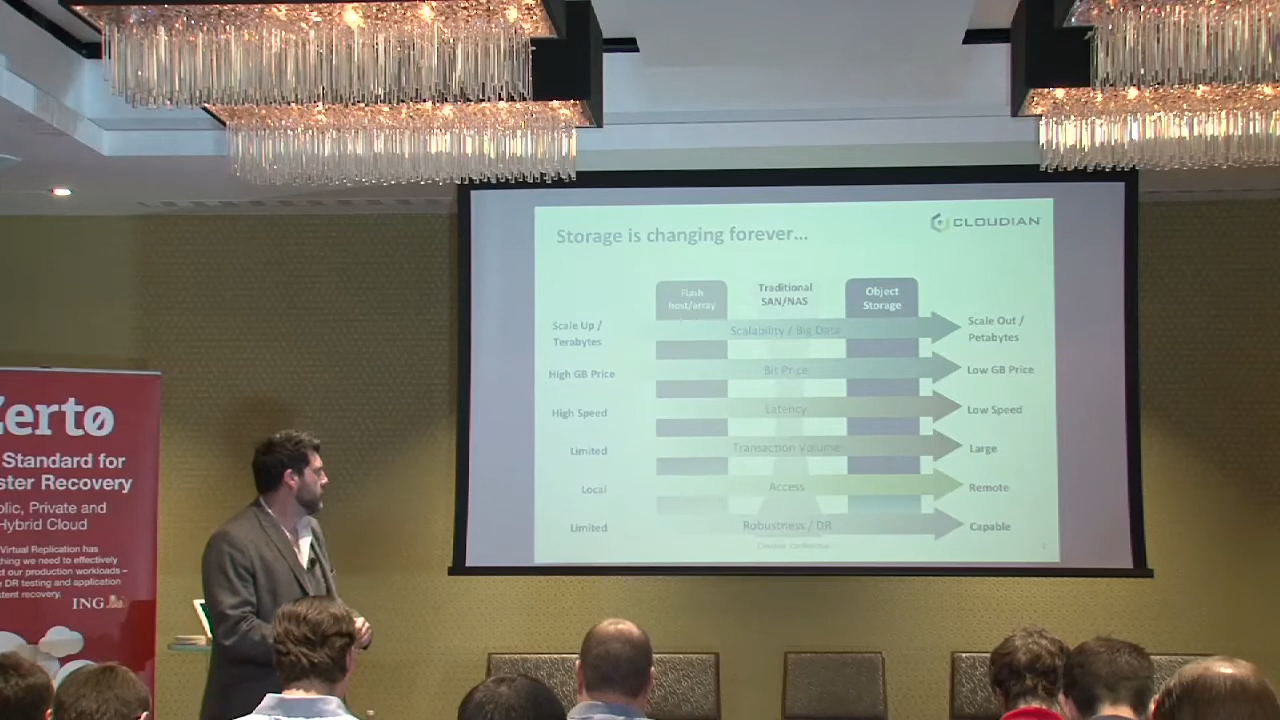 Storage is changing forever...
CLOUDIAN
Flash
host/array
Traditional
SAN/NAS
Object
Storage
Scale Up /
Terabytes
Scalability / Big Data
Scale Out /
Petabytes
High GB Price
Bit Price
Low GB Price
High Speed
Latency
Low Speed
Limited
Transaction Volume
Large
Local
Access
Remote
Limited
Robustness / DR
Capable
Cloudian Confidential
Zerto
Standard for
ster Recovery
blic, Private and
Hybrid Cloud
Virtual Replication has
thing we need to effectively
ct our production workloads –
e DR testing and application
stent recovery.
ING